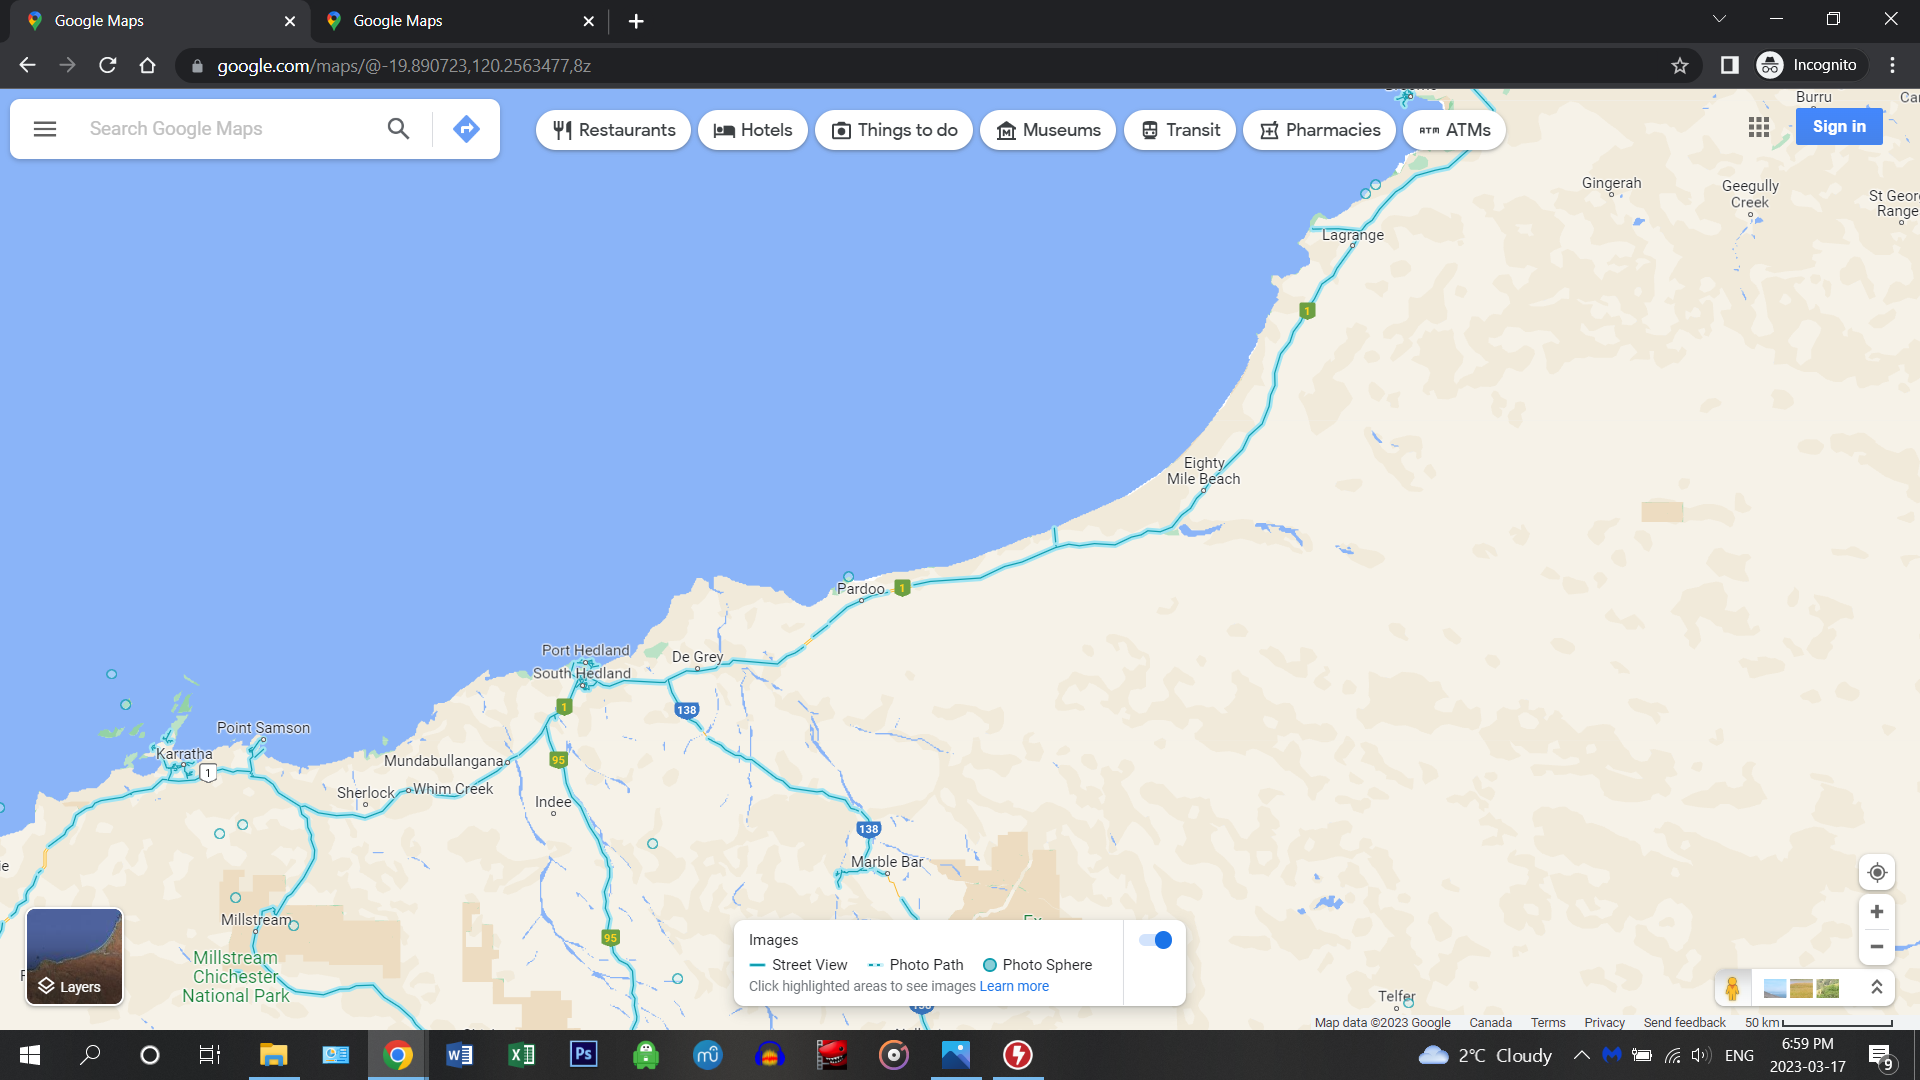 Google Maps
Google Maps
google.com/maps/@-19.890723,120.2563477,8z
Incognito
Search Google Maps
Restaurants
Hotels
Things to do
Museums
Transit
Pharmacies
ATM ATMs
Sign in
Burru
Gingerah
Geegully
Creek
St Geor
Range
Lagrange
1
Eighty
Mile Beach
Pardoo
1
Port Hedland
South Hedland
De Grey
1
138
Point Samson
Karratha
1
Mundabullangana
95
Sherlock
Whim Creek
Indee
138
Marble Bar
Millstream
95
Millstream
Chichester
National Park
Layers
Images
Street View
Photo Path
Photo Sphere
Click highlighted areas to see images Learn more
Telfer
Map data ©2023 Google
Canada
Terms
Privacy
Send feedback
50 km
2°C Cloudy
ENG
6:59 PM
2023-03-17
9